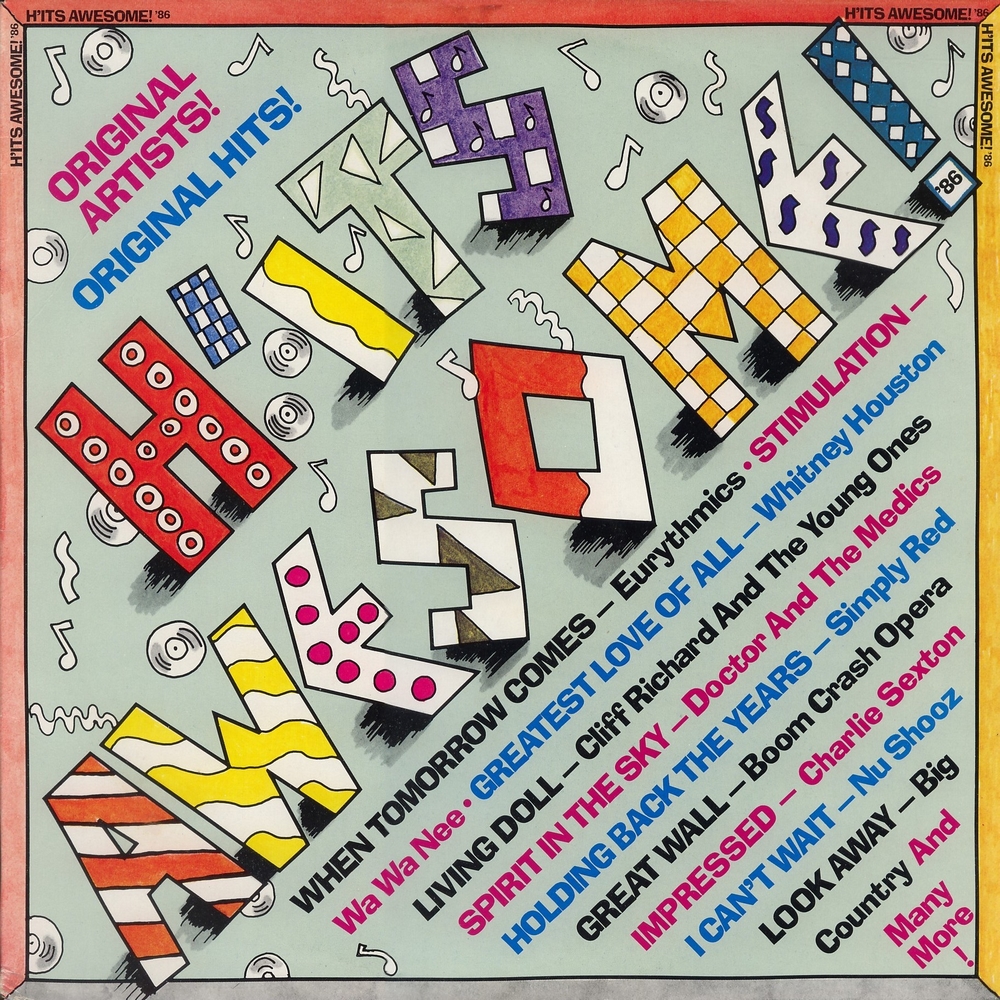 H'ITS AWESOME! '86
H'ITS AWESOME! '86
H'ITS AWESOME! '86
H'ITS AWESOME! '86
ORIGINAL
ARTISTS!
ORIGINAL HITS!
H'ITS
AWESOME!
'86
WHEN TOMORROW COMES – Eurythmics • STIMULATION –
Wa Wa Nee • GREATEST LOVE OF ALL – Whitney Houston
LIVING DOLL – Cliff Richard And The Young Ones
SPIRIT IN THE SKY – Doctor And The Medics
HOLDING BACK THE YEARS – Simply Red
GREAT WALL – Boom Crash Opera
IMPRESSED – Charlie Sexton
I CAN'T WAIT – Nu Shooz
LOOK AWAY – Big
Country And
Many
More
!